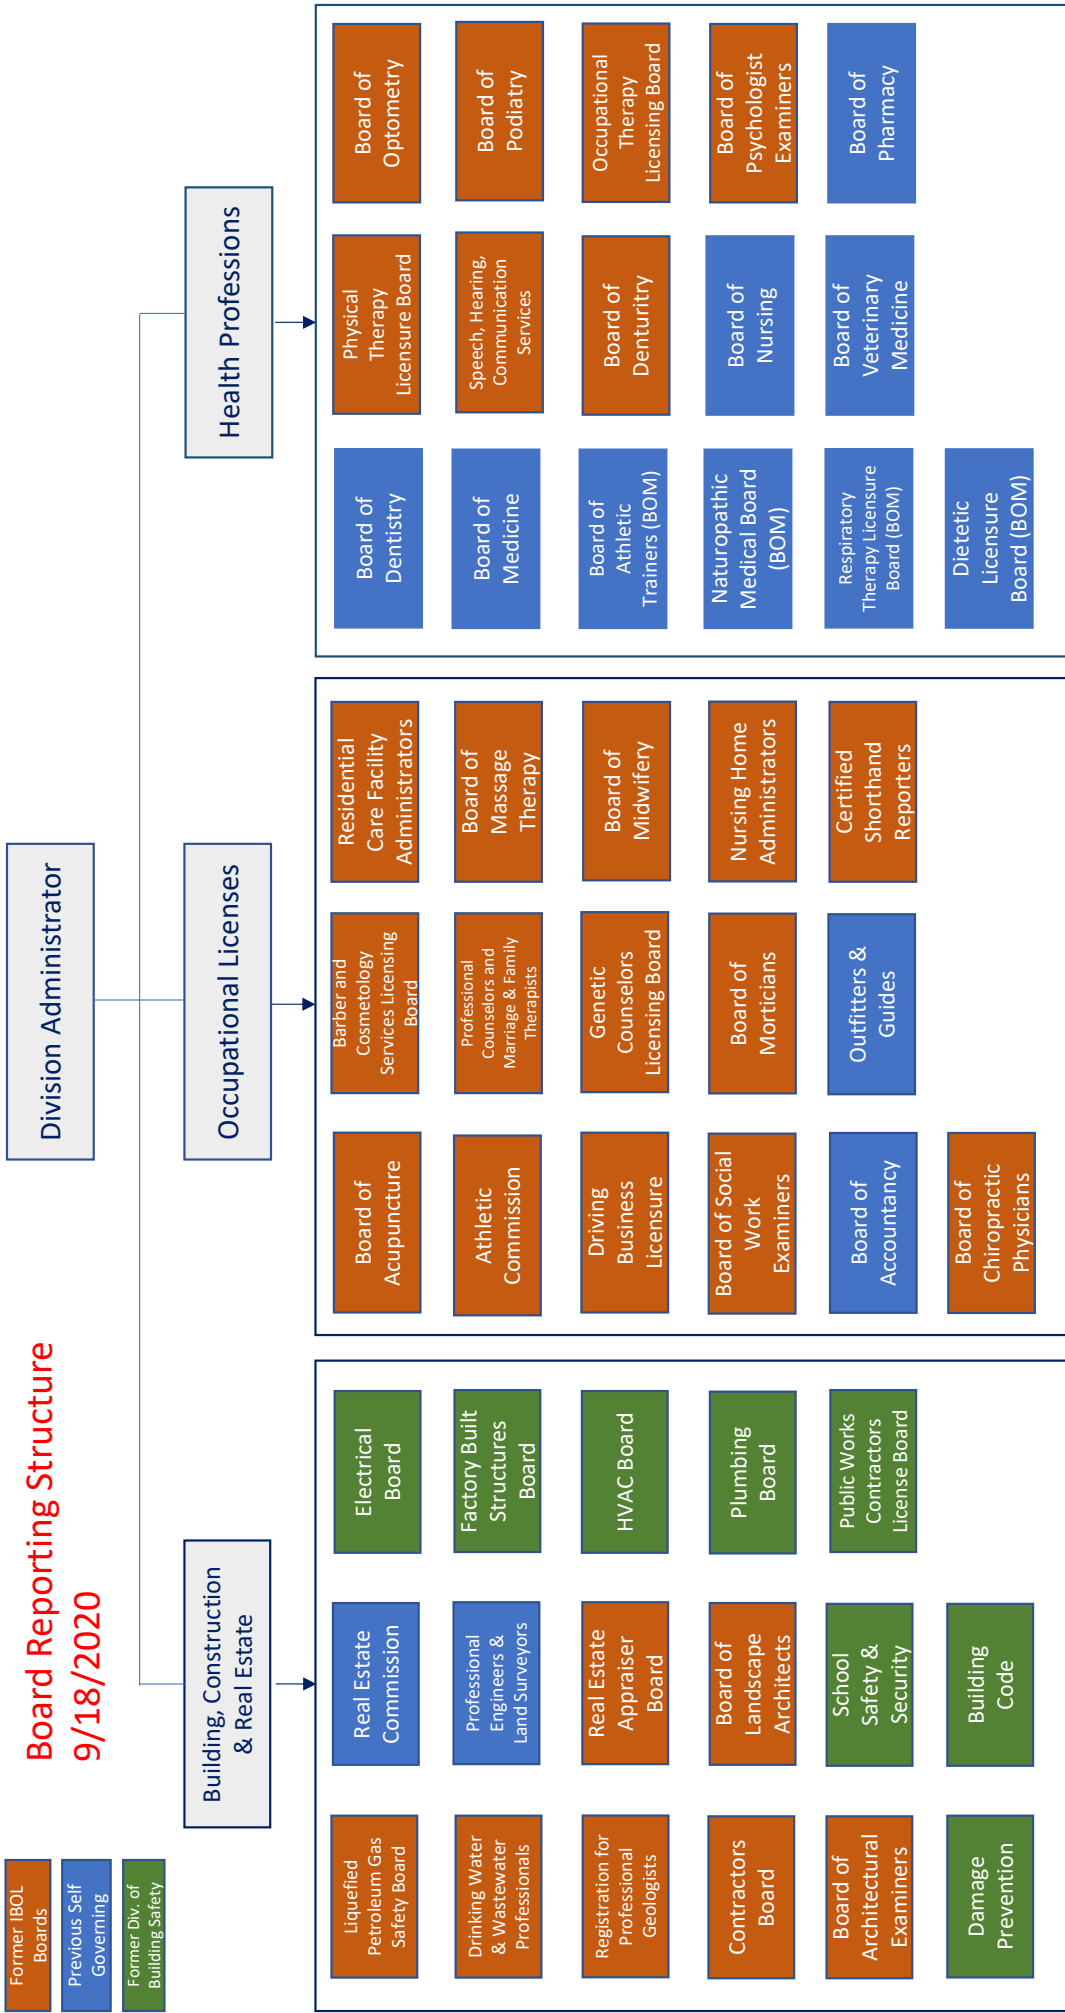 Former IBOL
Boards
Previous Self
Governing
Former Div. of
Building Safety
Board Reporting Structure
9/18/2020
Division Administrator
Building, Construction
& Real Estate
Occupational Licenses
Health Professions
Liquefied
Petroleum Gas
Safety Board
Real Estate
Commission
Electrical
Board
Drinking Water
& Wastewater
Professionals
Professional
Engineers &
Land Surveyors
Factory Built
Structures
Board
Registration for
Professional
Geologists
Real Estate
Appraiser
Board
HVAC Board
Contractors
Board
Board of
Landscape
Architects
Plumbing
Board
Board of
Architectural
Examiners
School
Safety &
Security
Public Works
Contractors
License Board
Damage
Prevention
Building
Code
Board of
Acupuncture
Barber and
Cosmetology
Services Licensing
Board
Residential
Care Facility
Administrators
Athletic
Commission
Professional
Counselors and
Marriage & Family
Therapists
Board of
Massage
Therapy
Driving
Business
Licensure
Genetic
Counselors
Licensing Board
Board of
Midwifery
Board of Social
Work
Examiners
Board of
Morticians
Nursing Home
Administrators
Board of
Accountancy
Outfitters &
Guides
Certified
Shorthand
Reporters
Board of
Chiropractic
Physicians
Board of
Dentistry
Physical
Therapy
Licensure Board
Board of
Optometry
Board of
Medicine
Speech, Hearing,
Communication
Services
Board of
Podiatry
Board of
Athletic
Trainers (BOM)
Board of
Denturitry
Occupational
Therapy
Licensing Board
Naturopathic
Medical Board
(BOM)
Board of
Nursing
Board of
Psychologist
Examiners
Respiratory
Therapy Licensure
Board (BOM)
Board of
Veterinary
Medicine
Board of
Pharmacy
Dietetic
Licensure
Board (BOM)